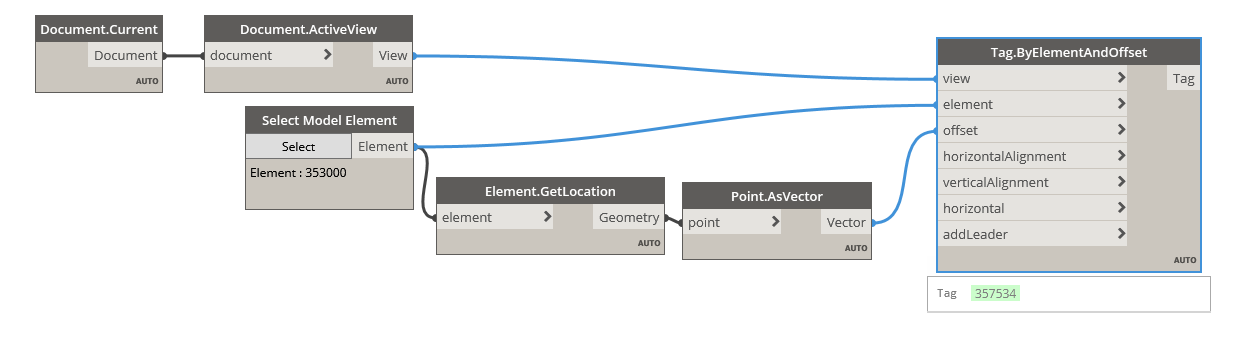 Document.Current
Document
AUTO
Document.ActiveView
document
View
AUTO
Select Model Element
Select
Element
Element : 353000
Element.GetLocation
element
Geometry
AUTO
Point.AsVector
point
Vector
AUTO
Tag.ByElementAndOffset
view
Tag
element
offset
horizontalAlignment
verticalAlignment
horizontal
addLeader
AUTO
Tag 357534